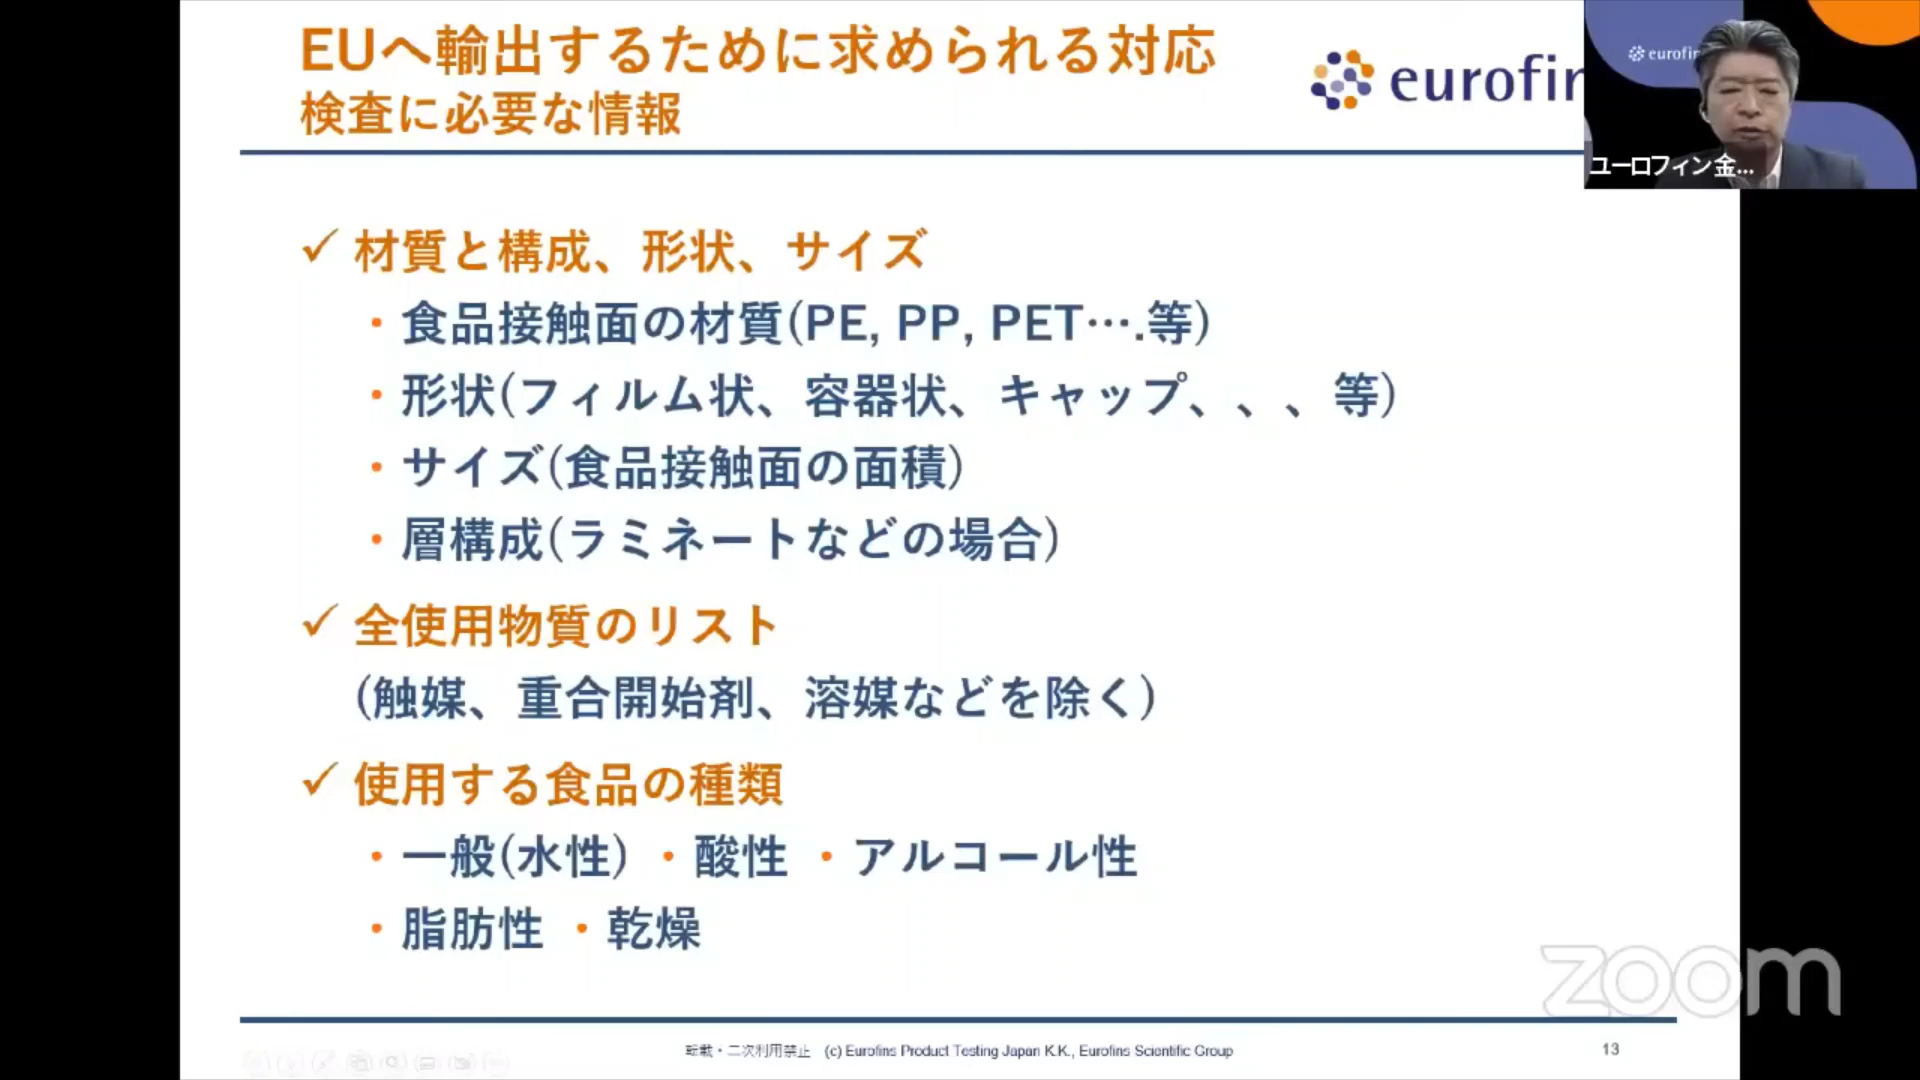 EUへ輸出するために求められる対応
検査に必要な情報
eurofin
eurofin
ユーロフィン金...
✓ 材質と構成、形状、サイズ
・食品接触面の材質(PE, PP, PET….等)
・形状(フィルム状、容器状、キャップ、、、等)
・サイズ(食品接触面の面積)
・層構成(ラミネートなどの場合)
✓ 全使用物質のリスト
(触媒、重合開始剤、溶媒などを除く)
✓ 使用する食品の種類
・一般(水性) ・酸性 ・アルコール性
・脂肪性 ・乾燥
zoom
転載・二次利用禁止 (c) Eurofins Product Testing Japan K.K., Eurofins Scientific Group
13